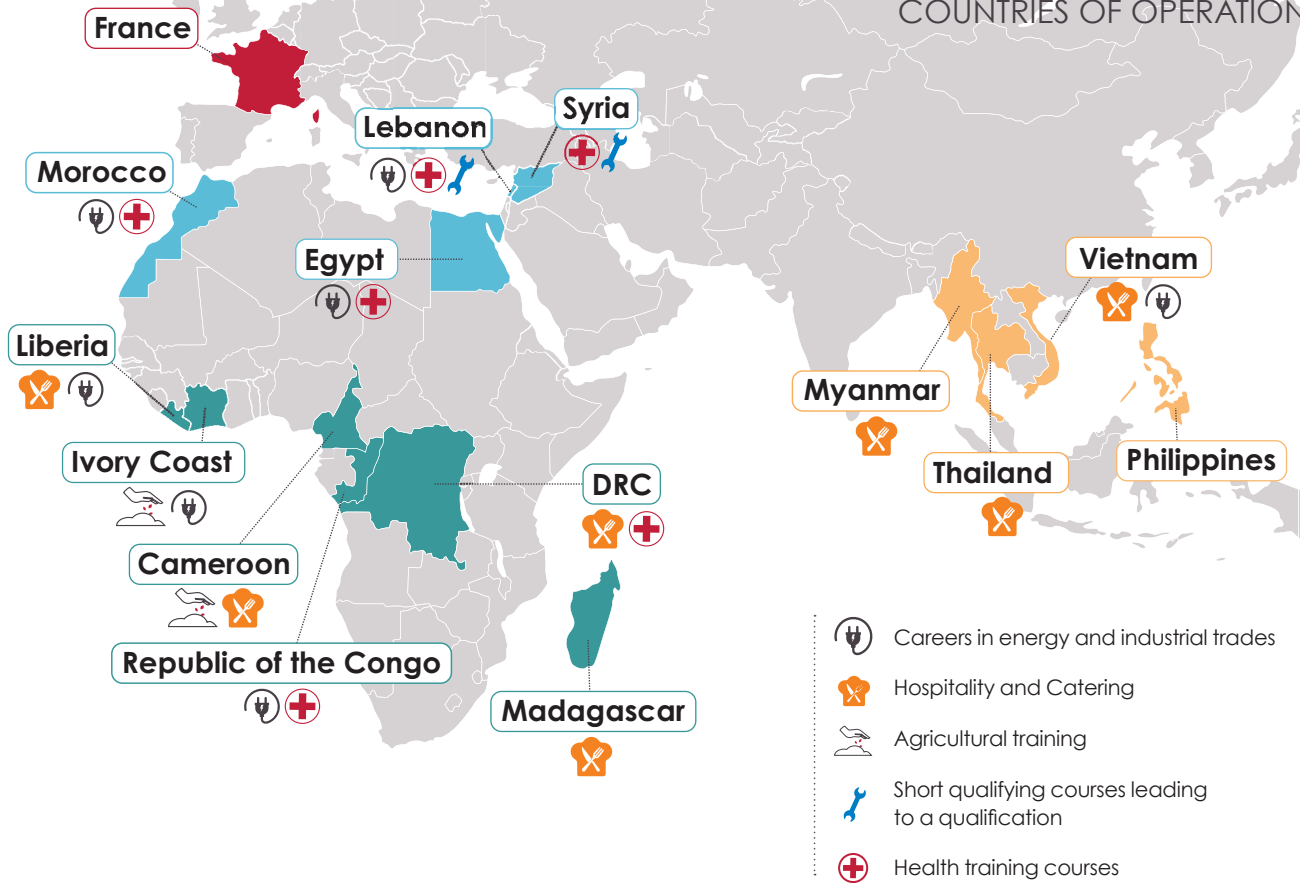 COUNTRIES OF OPERATION
France
Syria
Lebanon
Morocco
Egypt
Vietnam
Liberia
Myanmar
Ivory Coast
Philippines
Thailand
DRC
Cameroon
Republic of the Congo
Madagascar
Careers in energy and industrial trades
Hospitality and Catering
Agricultural training
Short qualifying courses leading
to a qualification
Health training courses